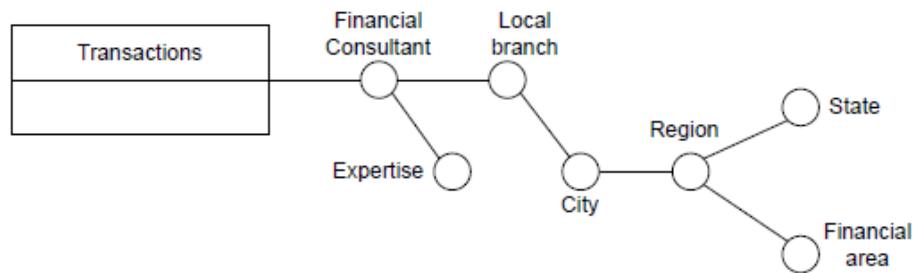 Transactions
Financial
Consultant
Local
branch
Expertise
City
Region
State
Financial
area